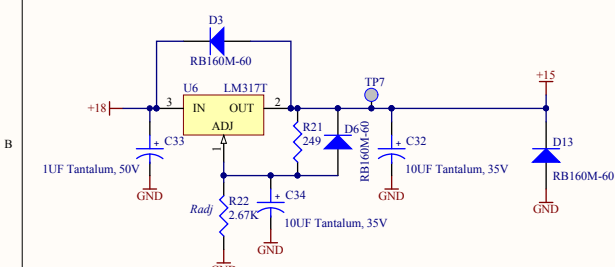 D3
RB160M-60
U6 LM317T
+18
3 IN OUT 2
ADJ
1
TP7
+15
B
C33
1UF Tantalum, 50V
GND
R21
249
D6
RB160M-60
C32
10UF Tantalum, 35V
GND
D13
RB160M-60
GND
Radj
R22
2.67K
C34
10UF Tantalum, 35V
GND
GND